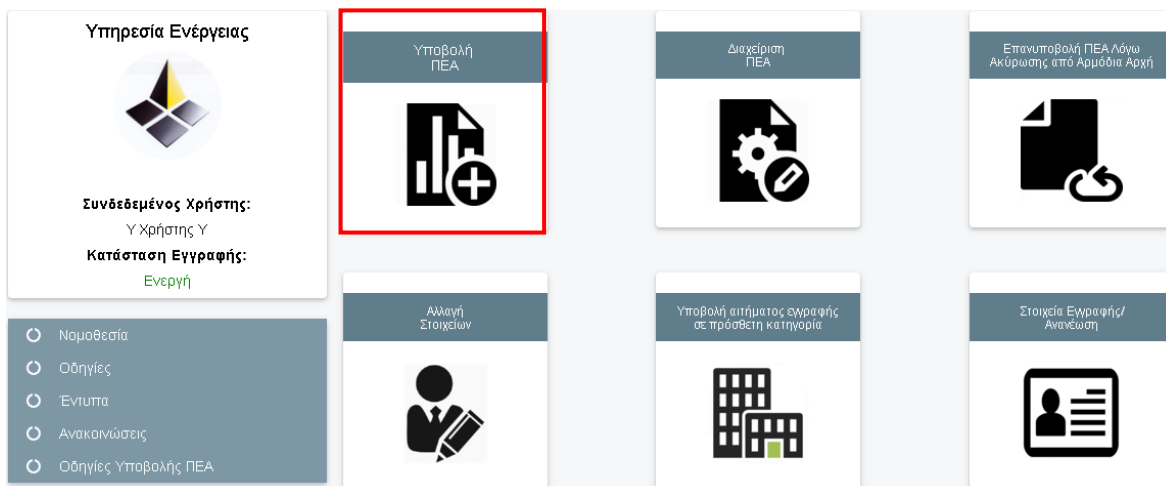 Υπηρεσία Ενέργειας
Συνδεδεμένος Χρήστης:
Υ Χρήστης Υ
Κατάσταση Εγγραφής:
Ενεργή
Νομοθεσία
Οδηγίες
Έντυπα
Ανακοινώσεις
Οδηγίες Υποβολής ΠΕΑ
Υποβολή
ΠΕΑ
Διαχείριση
ΠΕΑ
Επανυποβολή ΠΕΑ Λόγω
Ακύρωσης από Αρμόδια Αρχή
Αλλαγή
Στοιχείων
Υποβολή αιτήματος εγγραφής
σε πρόσθετη κατηγορία
Στοιχεία Εγγραφής/
Ανανέωση